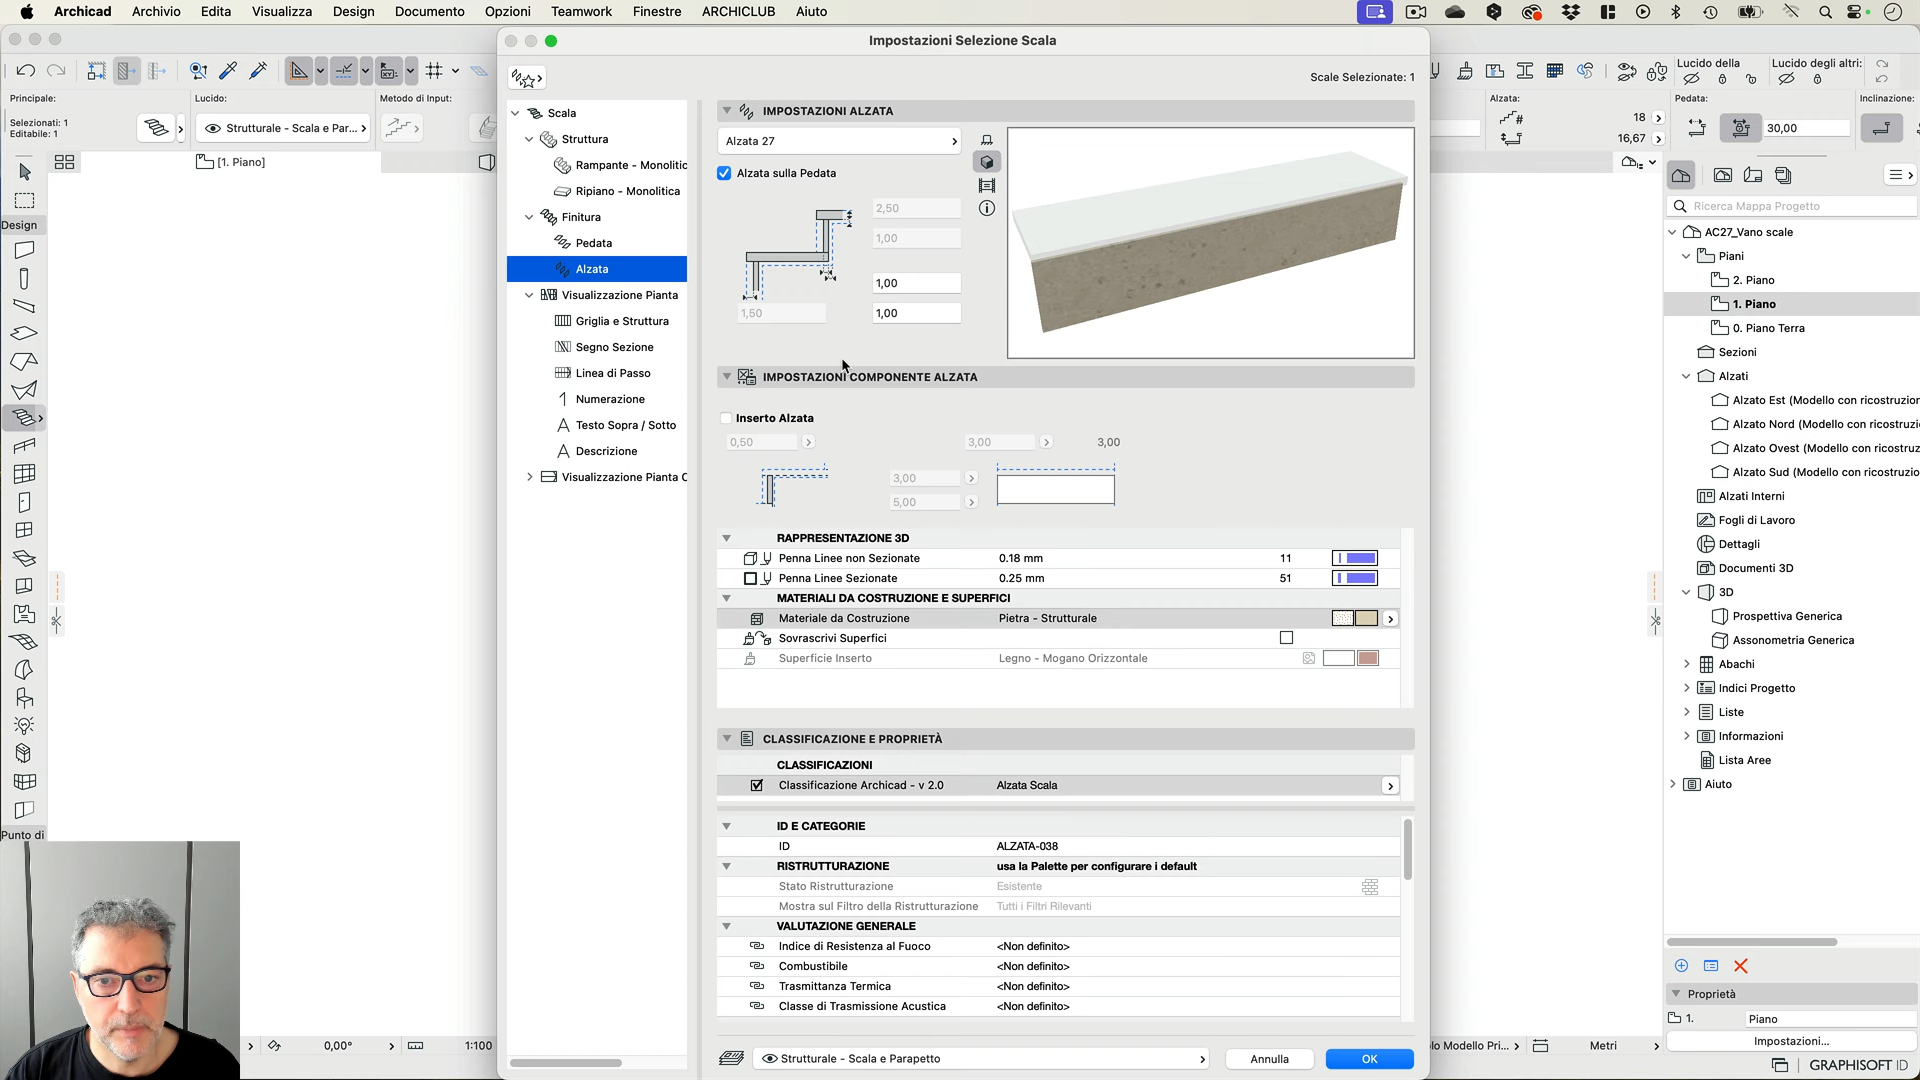 Archicad Archivio Edita Visualizza Design Documento Opzioni Teamwork Finestre ARCHICLUB Aiuto
Impostazioni Selezione Scala
Scale Selezionate: 1
Principale:
Selezionati: 1
Editabile: 1
Lucido:
Strutturale - Scala e Par...
Metodo di Input:
[1. Piano]
Lucido della
Lucido degli altri:
Alzata:
18
16,67
Pedata:
30,00
Inclinazione:
Design
Punto di
Scala
Struttura
Rampante - Monolitic
Ripiano - Monolitica
Finitura
Pedata
Alzata
Visualizzazione Pianta
Griglia e Struttura
Segno Sezione
Linea di Passo
Numerazione
Testo Sopra / Sotto
Descrizione
Visualizzazione Pianta C
IMPOSTAZIONI ALZATA
Alzata 27
Alzata sulla Pedata
2,50
1,00
1,00
1,50
1,00
IMPOSTAZIONI COMPONENTE ALZATA
Inserto Alzata
0,50
3,00
3,00
3,00
5,00
RAPPRESENTAZIONE 3D
Penna Linee non Sezionate 0.18 mm 11
Penna Linee Sezionate 0.25 mm 51
MATERIALI DA COSTRUZIONE E SUPERFICI
Materiale da Costruzione Pietra - Strutturale
Sovrascrivi Superfici
Superficie Inserto Legno - Mogano Orizzontale
CLASSIFICAZIONE E PROPRIETÀ
CLASSIFICAZIONI
Classificazione Archicad - v 2.0 Alzata Scala
ID E CATEGORIE
ID ALZATA-038
RISTRUTTURAZIONE usa la Palette per configurare i default
Stato Ristrutturazione Esistente
Mostra sul Filtro della Ristrutturazione Tutti i Filtri Rilevanti
VALUTAZIONE GENERALE
Indice di Resistenza al Fuoco <Non definito>
Combustibile <Non definito>
Trasmittanza Termica <Non definito>
Classe di Trasmissione Acustica <Non definito>
Strutturale - Scala e Parapetto
Annulla
OK
Ricerca Mappa Progetto
AC27_Vano scale
Piani
2. Piano
1. Piano
0. Piano Terra
Sezioni
Alzati
Alzato Est (Modello con ricostruzion
Alzato Nord (Modello con ricostruzi
Alzato Ovest (Modello con ricostruz
Alzato Sud (Modello con ricostruzio
Alzati Interni
Fogli di Lavoro
Dettagli
Documenti 3D
3D
Prospettiva Generica
Assonometria Generica
Abachi
Indici Progetto
Liste
Informazioni
Lista Aree
Aiuto
Proprietà
1. Piano
Impostazioni...
GRAPHISOFT ID
0,00°
1:100
lo Modello Pri...
Metri